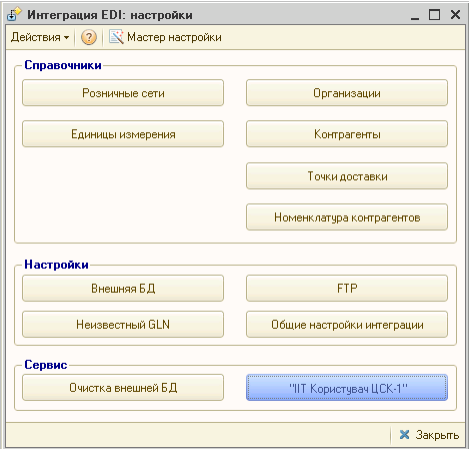 Интеграция EDI: настройки
Действия ? Мастер настройки
Справочники
Розничные сети Организации
Единицы измерения Контрагенты
Точки доставки
Номенклатура контрагентов
Настройки
Внешняя БД FTP
Неизвестный GLN Общие настройки интеграции
Сервис
Очистка внешней БД "ІІТ Користувач ЦСК-1"
Закрыть